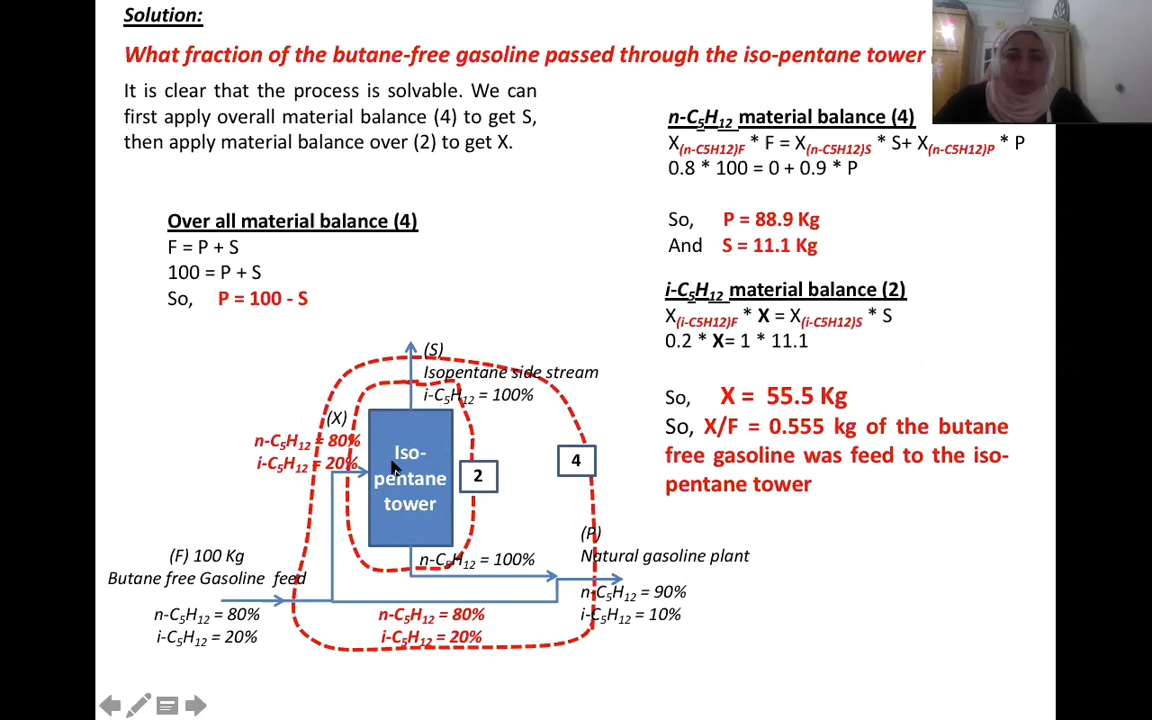 Solution:
What fraction of the butane-free gasoline passed through the iso-pentane tower
It is clear that the process is solvable. We can
first apply overall material balance (4) to get S,
then apply material balance over (2) to get X.
Over all material balance (4)
F = P + S
100 = P + S
So, P = 100 - S
n-C5H12 material balance (4)
X(n-C5H12)F * F = X(n-C5H12)S * S+ X(n-C5H12)P * P
0.8 * 100 = 0 + 0.9 * P
So, P = 88.9 Kg
And S = 11.1 Kg
i-C5H12 material balance (2)
X(i-C5H12)F * X = X(i-C5H12)S * S
0.2 * X= 1 * 11.1
So, X = 55.5 Kg
So, X/F = 0.555 kg of the butane
free gasoline was feed to the iso-
pentane tower
(S)
Isopentane side stream
i-C5H12 = 100%
(X)
n-C5H12 = 80%
i-C5H12 = 20%
Iso-
pentane
tower
2
4
n-C5H12 = 100%
(F) 100 Kg
Butane free Gasoline feed
n-C5H12 = 80%
i-C5H12 = 20%
n-C5H12 = 80%
i-C5H12 = 20%
(P)
Natural gasoline plant
n-C5H12 = 90%
i-C5H12 = 10%